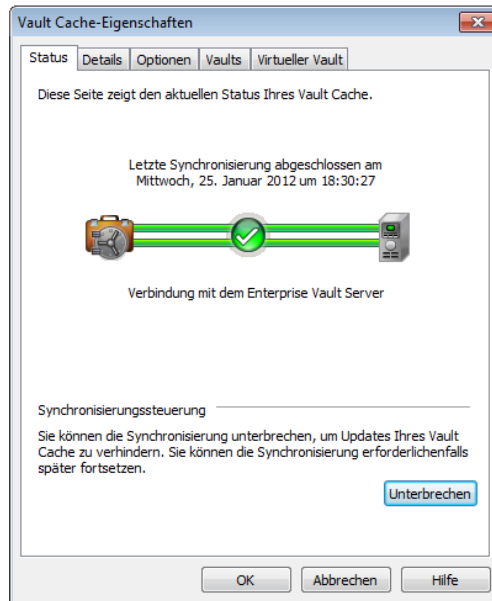 Vault Cache-Eigenschaften
Status
Details
Optionen
Vaults
Virtueller Vault
Diese Seite zeigt den aktuellen Status Ihres Vault Cache.
Letzte Synchronisierung abgeschlossen am
Mittwoch, 25. Januar 2012 um 18:30:27
Verbindung mit dem Enterprise Vault Server
Synchronisierungssteuerung
Sie können die Synchronisierung unterbrechen, um Updates Ihres Vault
Cache zu verhindern. Sie können die Synchronisierung erforderlichenfalls
später fortsetzen.
Unterbrechen
OK
Abbrechen
Hilfe